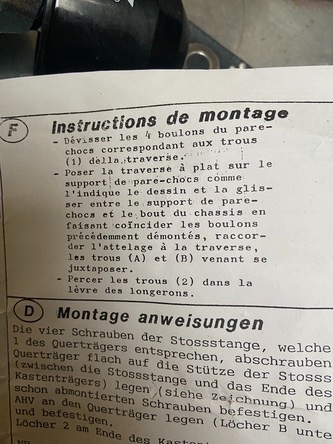 F
Instructions de montage
- Dévisser les 4 boulons du pare-
chocs correspondant aux trous
(1) della traverse.
- Poser la traverse à plat sur le
support de pare-chocs comme
l'indique le dessin et la glis-
ser entre le support de pare-
chocs et le bout du chassis en
faisant coïncider les boulons
précédemment démontés, raccor-
der l'attelage à la traverse,
les trous (A) et (B) venant se
juxtaposer.
- Percer les trous (2) dans la
lèvre des longerons.
D
Montage anweisungen
Die vier Schrauben der Stossstange, welche
1 des Querträgers entsprechen, abschrauben
Querträger flach auf die Stütze der Stosss
(zwischen die Stossstange und das Ende des
Kastenträgers) legen (siehe Zeichnung) und
schon abmontierten Schrauben befestigen.
AHV an den Querträger legen (Löcher B unte
und befestigen.
Löcher 2 am Ende des Kasten